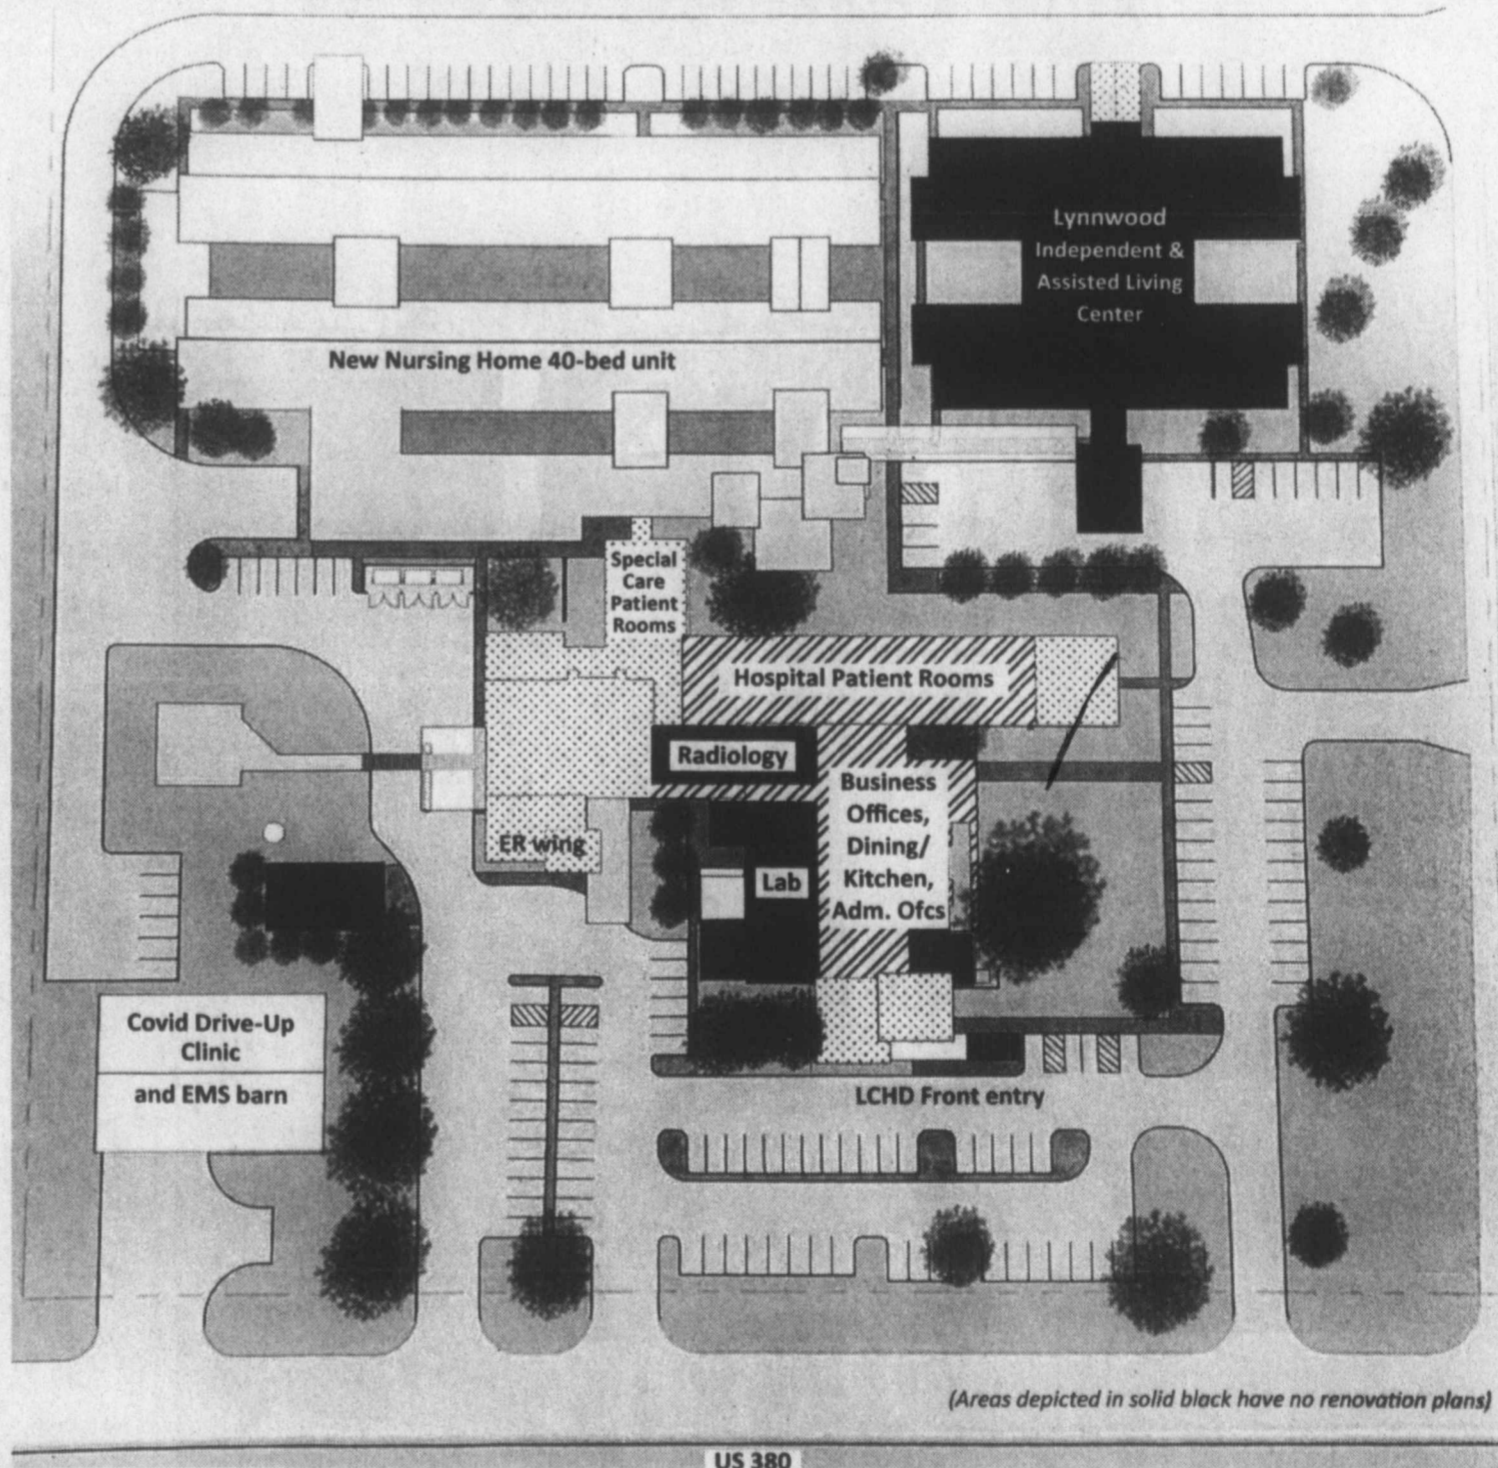 Lynnwood
Independent &
Assisted Living
Center
New Nursing Home 40-bed unit
Special
Care
Patient
Rooms
Hospital Patient Rooms
Radiology
Business
Offices,
Dining/
Kitchen,
Adm. Ofcs
ER wing
Lab
Covid Drive-Up
Clinic
and EMS barn
LCHD Front entry
(Areas depicted in solid black have no renovation plans)
US 380